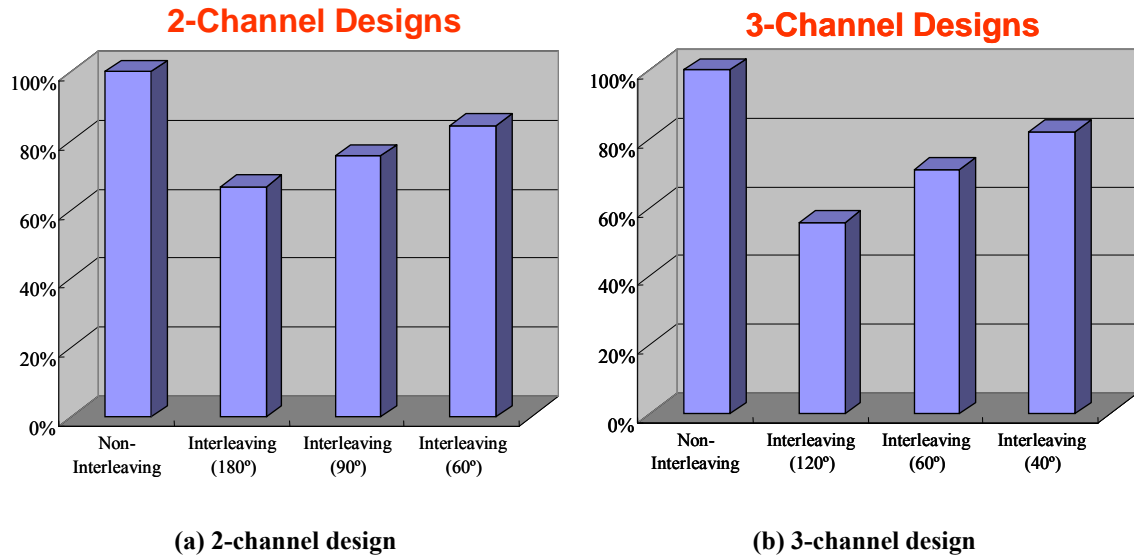 2-Channel Designs
100%
80%
60%
40%
20%
0%
Non-
Interleaving
Interleaving
(180º)
Interleaving
(90º)
Interleaving
(60º)
(a) 2-channel design
3-Channel Designs
100%
80%
60%
40%
20%
0%
Non-
Interleaving
Interleaving
(120º)
Interleaving
(60º)
Interleaving
(40º)
(b) 3-channel design